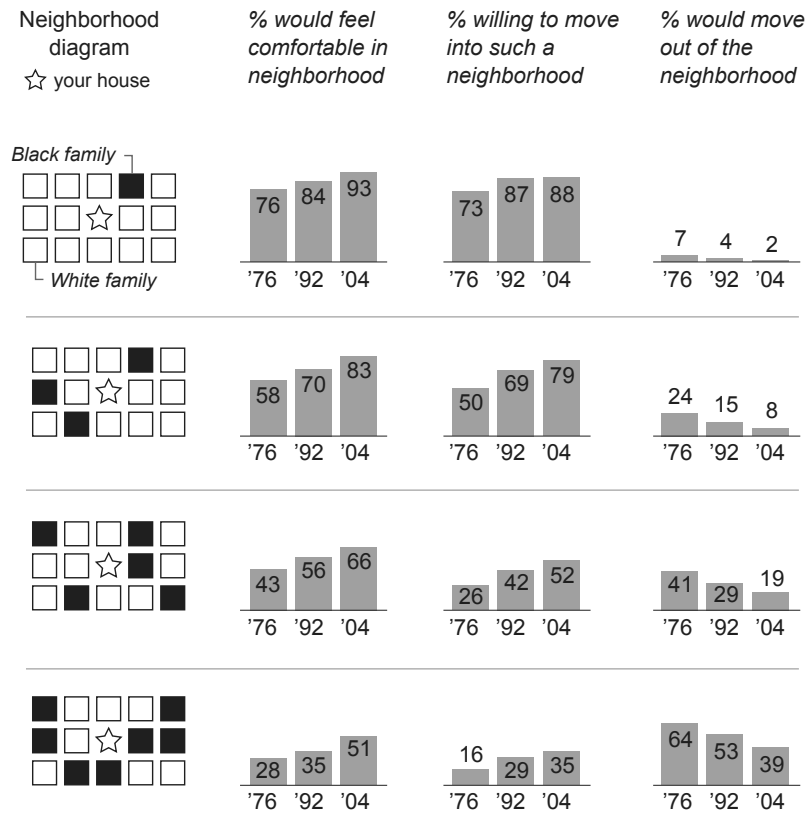 Neighborhood
diagram
your house
% would feel
comfortable in
neighborhood
% willing to move
into such a
neighborhood
% would move
out of the
neighborhood
Black family
White family
76 84 93
’76 ’92 ’04
73 87 88
’76 ’92 ’04
7 4 2
’76 ’92 ’04
58 70 83
’76 ’92 ’04
50 69 79
’76 ’92 ’04
24 15 8
’76 ’92 ’04
43 56 66
’76 ’92 ’04
26 42 52
’76 ’92 ’04
41 29 19
’76 ’92 ’04
28 35 51
’76 ’92 ’04
16 29 35
’76 ’92 ’04
64 53 39
’76 ’92 ’04